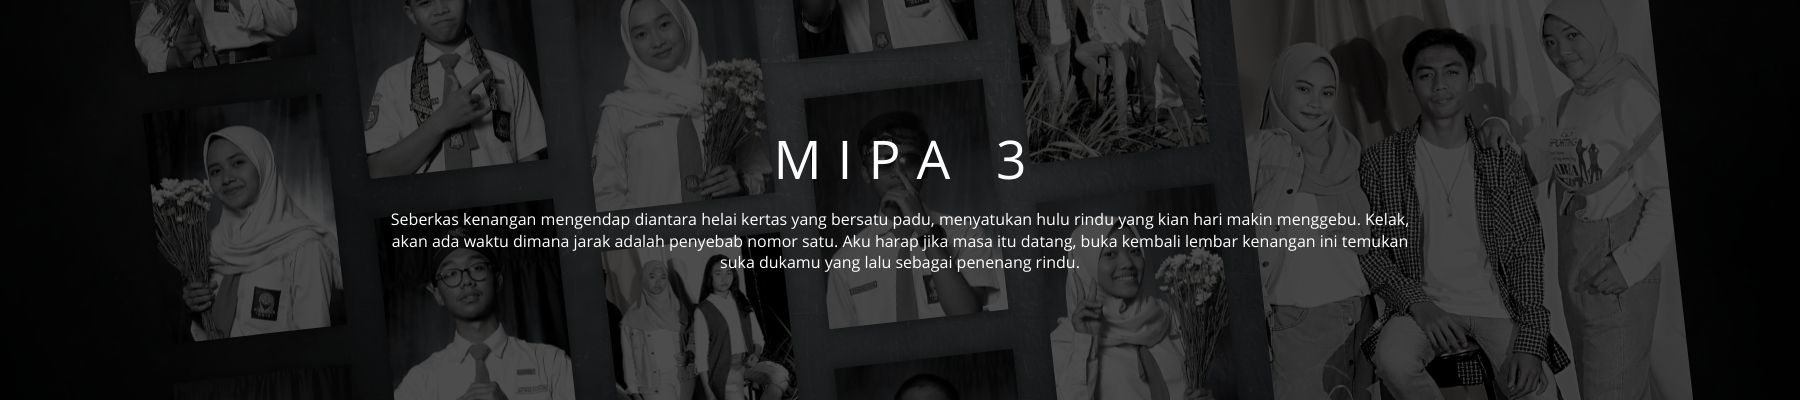 MIPA 3
Seberkas kenangan mengendap diantara helai kertas yang bersatu padu, menyatukan hulu rindu yang kian hari makin menggebu. Kelak,
akan ada waktu dimana jarak adalah penyebab nomor satu. Aku harap jika masa itu datang, buka kembali lembar kenangan ini temukan
suka dukamu yang lalu sebagai penenang rindu.